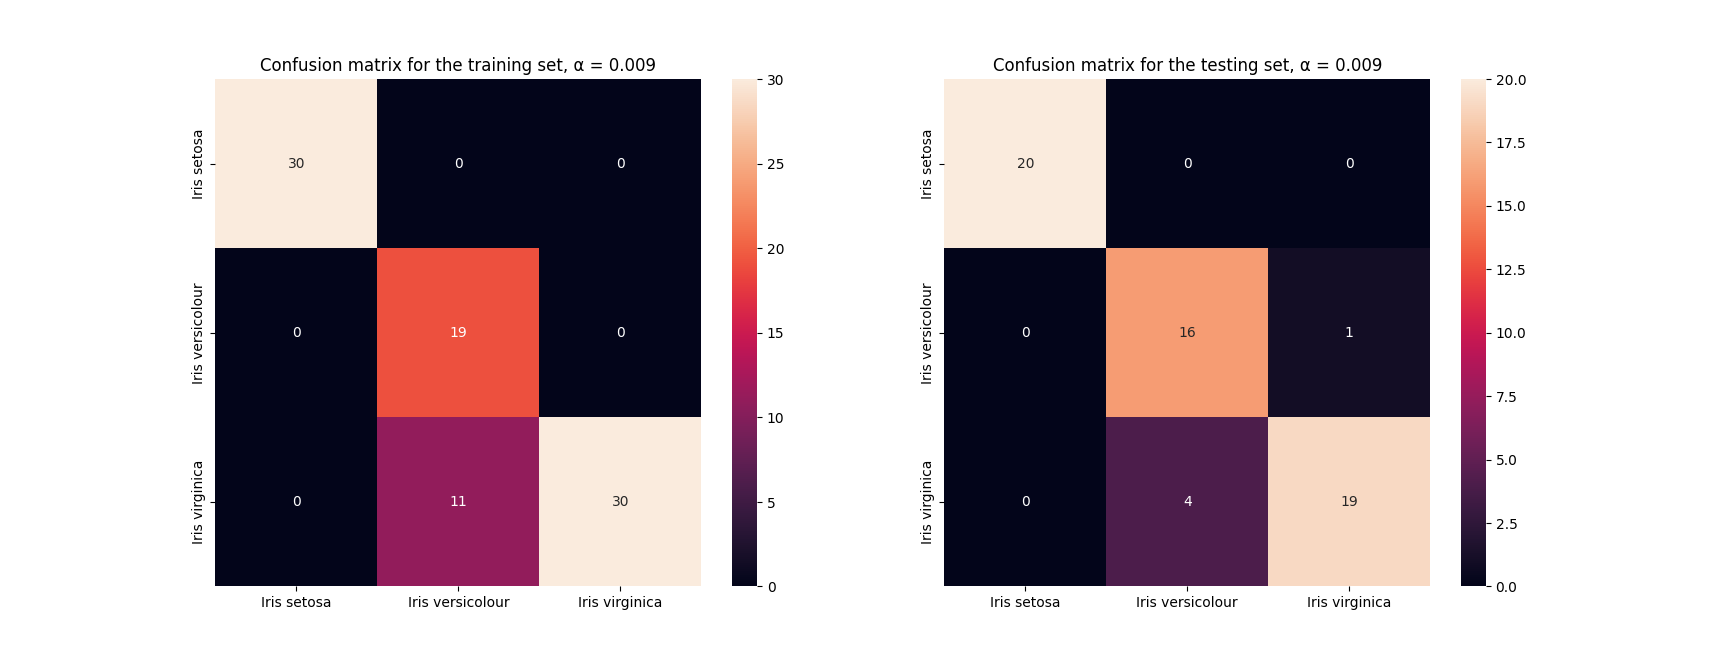 Confusion matrix for the training set, α = 0.009
Iris setosa
Iris versicolour
Iris virginica
30 0 0
0 19 0
0 11 30
Iris setosa Iris versicolour Iris virginica
30
25
20
15
10
5
0
Confusion matrix for the testing set, α = 0.009
Iris setosa
Iris versicolour
Iris virginica
20 0 0
0 16 1
0 4 19
Iris setosa Iris versicolour Iris virginica
20.0
17.5
15.0
12.5
10.0
7.5
5.0
2.5
0.0